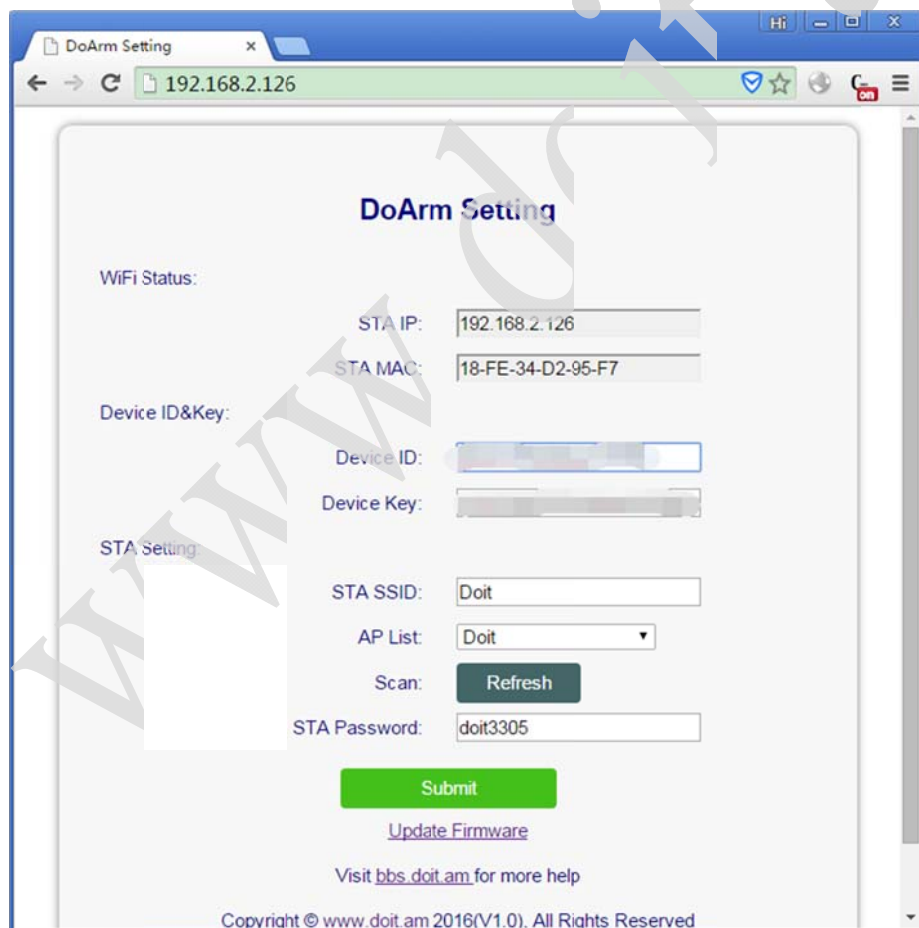 Hi
DoArm Setting
192.168.2.126
on
DoArm Setting
WiFi Status:
STA IP: 192.168.2.126
STA MAC: 18-FE-34-D2-95-F7
Device ID&Key:
Device ID:
Device Key:
STA Setting:
STA SSID: Doit
AP List: Doit
Scan: Refresh
STA Password: doit3305
Submit
Update Firmware
Visit bbs.doit.am for more help
Copyright © www.doit.am 2016(V1.0), All Rights Reserved